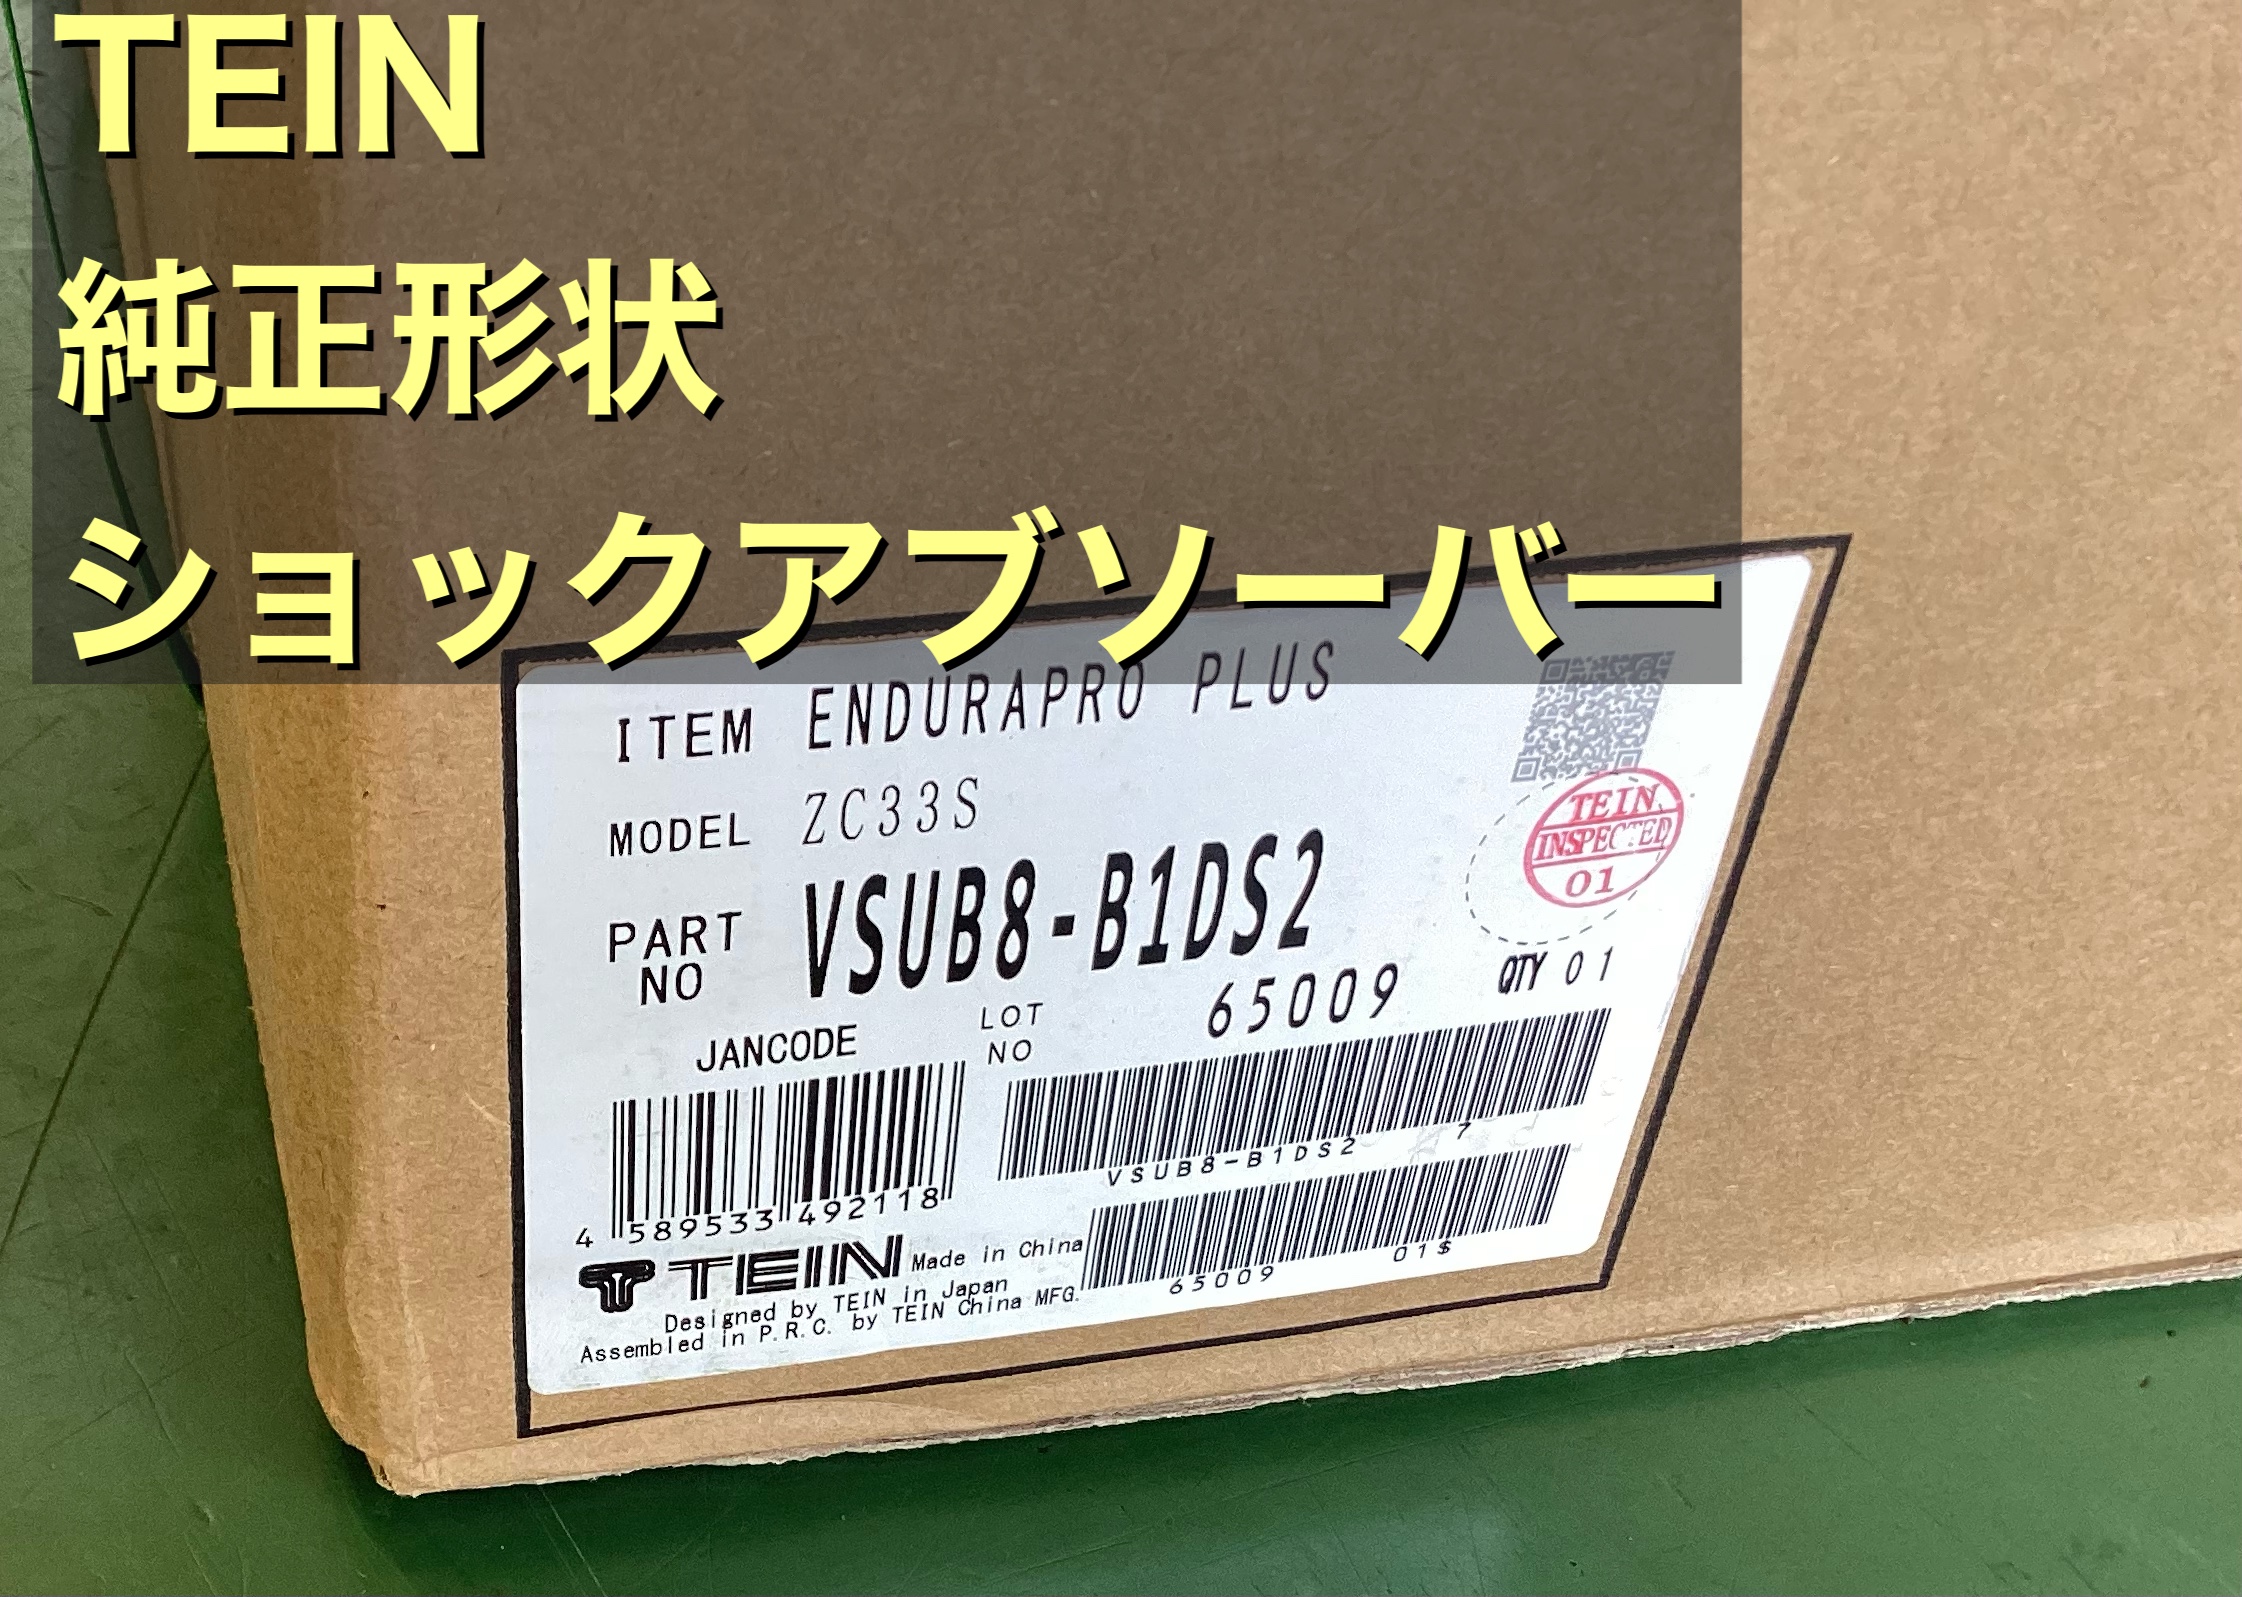 TEIN
純正形状
ショックアブソーバー
ITEM ENDURAPRO PLUS
MODEL ZC33S
PART NO VSUB8-B1DS2
JANCODE
LOT NO 65009
QTY 01
TEIN
INSPECTED
01
4 589533 492118
VSUB8-B1DS2 7
65009 01$
TEIN Made in China
Designed by TEIN in Japan
Assembled in P.R.C. by TEIN China MFG.